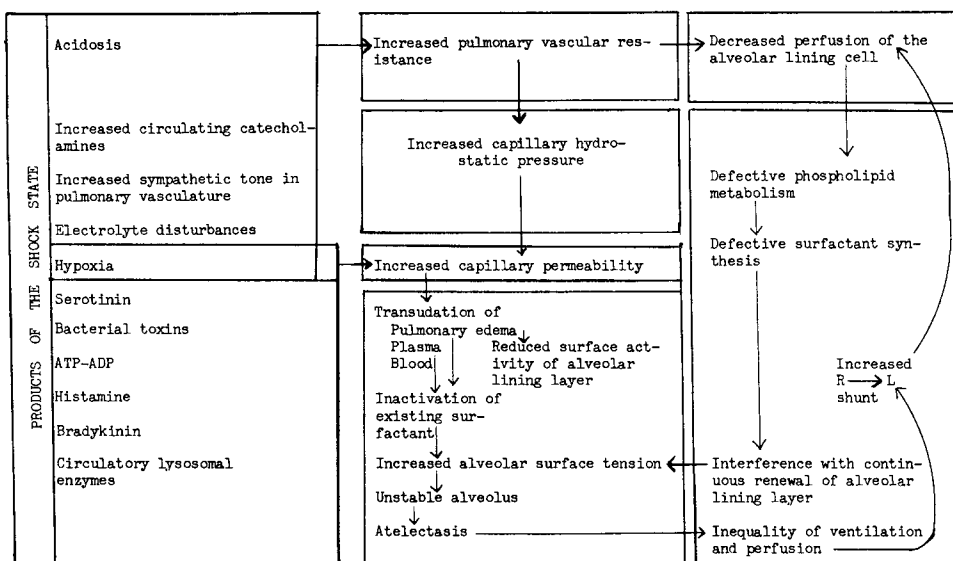 PRODUCTS OF THE SHOCK STATE
Acidosis
Increased circulating catechol-
amines
Increased sympathetic tone in
pulmonary vasculature
Electrolyte disturbances
Hypoxia
Serotinin
Bacterial toxins
ATP-ADP
Histamine
Bradykinin
Circulatory lysosomal
enzymes
Increased pulmonary vascular res-
istance
Increased capillary hydro-
static pressure
Increased capillary permeability
Transudation of
Pulmonary edema
Plasma
Blood
Reduced surface act-
ivity of alveolar
lining layer
Inactivation of
existing sur-
factant
Increased alveolar surface tension
Unstable alveolus
Atelectasis
Decreased perfusion of the
alveolar lining cell
Defective phospholipid
metabolism
Defective surfactant syn-
thesis
Increased
R → L
shunt
Interference with contin-
uous renewal of alveolar
lining layer
Inequality of ventilation
and perfusion